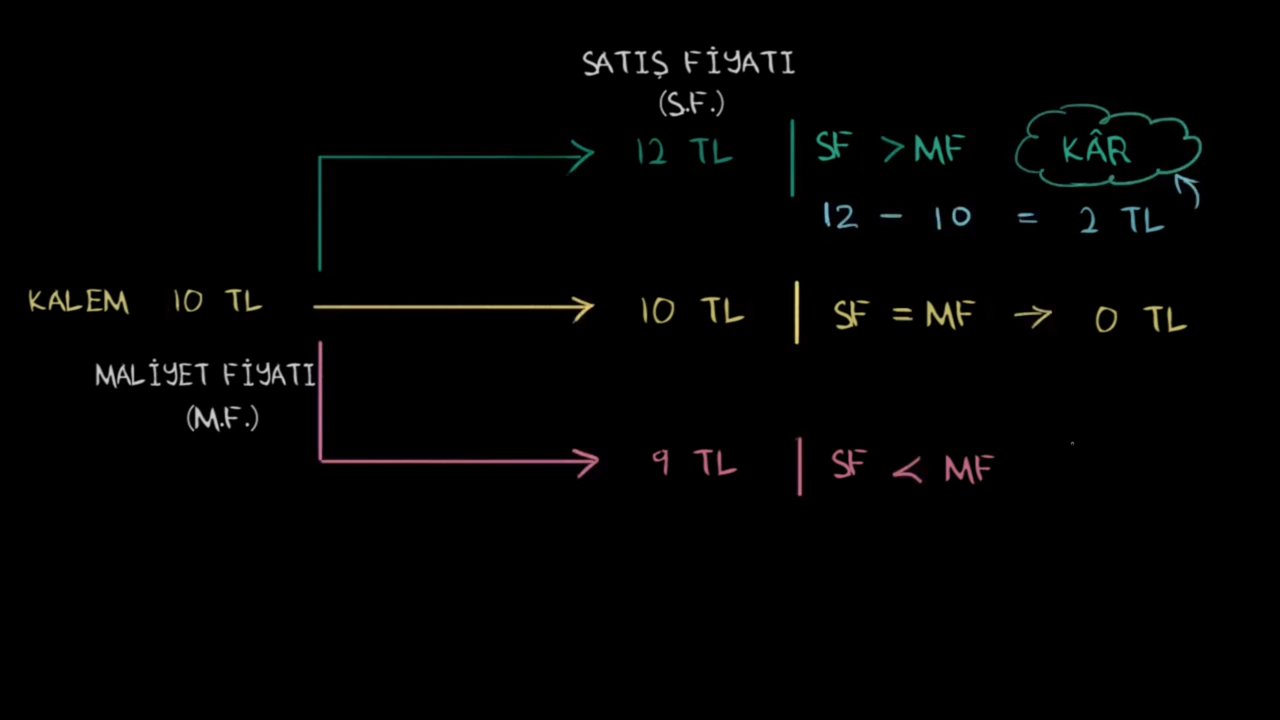 SATIŞ FİYATI
(S.F.)
12 TL | SF > MF KÂR
12 - 10 = 2 TL
KALEM 10 TL → 10 TL | SF = MF → 0 TL
MALİYET FİYATI
(M.F.)
9 TL | SF < MF